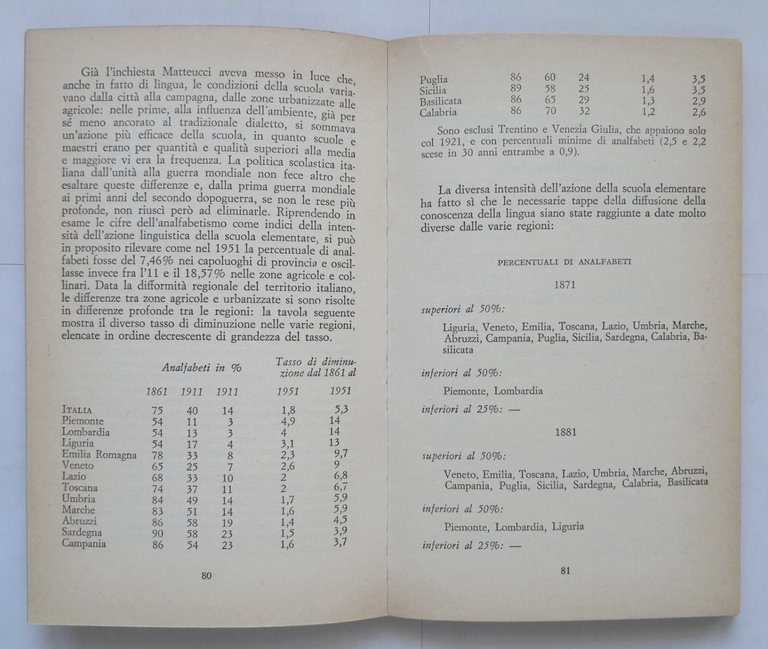 Già l'inchiesta Matteucci aveva messo in luce che,
anche in fatto di lingua, le condizioni della scuola varia-
vano dalla città alla campagna, dalle zone urbanizzate alle
agricole: nelle prime, alla influenza dell'ambiente, già per
sé meno ancorato al tradizionale dialetto, si sommava
un'azione più efficace della scuola, in quanto scuole e
maestri erano per quantità e qualità superiori alla media
e maggiore vi era la frequenza. La politica scolastica ita-
liana dall'unità alla guerra mondiale non fece altro che
esaltare queste differenze e, dalla prima guerra mondiale
ai primi anni del secondo dopoguerra, se non le rese più
profonde, non riuscì però ad eliminarle. Riprendendo in
esame le cifre dell'analfabetismo come indici della inten-
sità dell'azione linguistica della scuola elementare, si può
in proposito rilevare come nel 1951 la percentuale di anal-
fabeti fosse del 7,46% nei capoluoghi di provincia e oscil-
lasse invece fra l'11 e il 18,57% nelle zone agricole e col-
linari. Data la difformità regionale del territorio italiano,
le differenze tra zone agricole e urbanizzate si sono risolte
in differenze profonde tra le regioni: la tavola seguente
mostra il diverso tasso di diminuzione nelle varie regioni,
elencate in ordine decrescente di grandezza del tasso.
Analfabeti in % Tasso di diminu-
zione dal 1861 al
1861 1911 1911 1951 1951
ITALIA 75 40 14 1,8 5,3
Piemonte 54 11 3 4,9 14
Lombardia 54 13 3 4 14
Liguria 54 17 4 3,1 13
Emilia Romagna 78 33 8 2,3 9,7
Veneto 65 25 7 2,6 9
Lazio 68 33 10 2 6,8
Toscana 74 37 11 2 6,7
Umbria 84 49 14 1,7 5,9
Marche 83 51 14 1,6 5,9
Abruzzi 86 58 19 1,4 4,5
Sardegna 90 58 23 1,5 3,9
Campania 86 54 23 1,6 3,7
80
Puglia 86 60 24 1,4 3,5
Sicilia 89 58 25 1,6 3,5
Basilicata 86 65 29 1,3 2,9
Calabria 86 70 32 1,2 2,6
Sono esclusi Trentino e Venezia Giulia, che appaiono solo
col 1921, e con percentuali minime di analfabeti (2,5 e 2,2
scese in 30 anni entrambe a 0,9).
La diversa intensità dell'azione della scuola elementare
ha fatto sì che le necessarie tappe della diffusione della
conoscenza della lingua siano state raggiunte a date molto
diverse dalle varie regioni:
PERCENTUALI DI ANALFABETI
1871
superiori al 50%:
Liguria, Veneto, Emilia, Toscana, Lazio, Umbria, Marche,
Abruzzi, Campania, Puglia, Sicilia, Sardegna, Calabria, Ba-
silicata
inferiori al 50%:
Piemonte, Lombardia
inferiori al 25%: —
1881
superiori al 50%:
Veneto, Emilia, Toscana, Lazio, Umbria, Marche, Abruzzi,
Campania, Puglia, Sicilia, Sardegna, Calabria, Basilicata
inferiori al 50%:
Piemonte, Lombardia, Liguria
inferiori al 25%: —
81